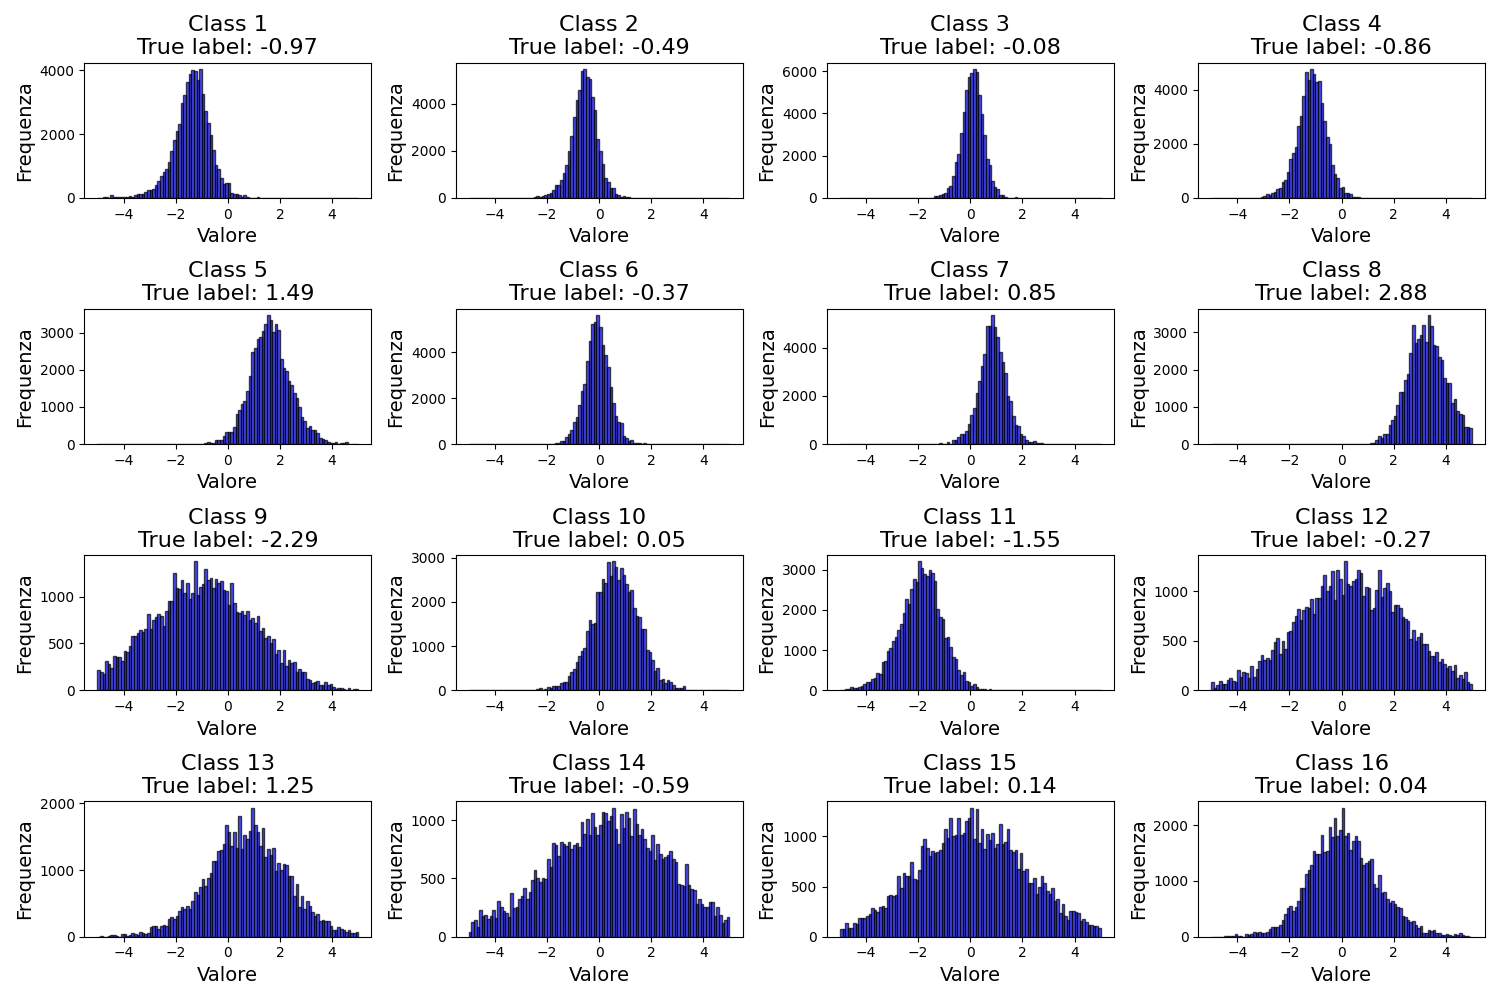 Class 1
True label: -0.97
Class 2
True label: -0.49
Class 3
True label: -0.08
Class 4
True label: -0.86
Frequenza
4000
2000
0
−4 −2 0 2 4
Valore
Frequenza
4000
2000
0
−4 −2 0 2 4
Valore
Frequenza
6000
4000
2000
0
−4 −2 0 2 4
Valore
Frequenza
4000
2000
0
−4 −2 0 2 4
Valore
Class 5
True label: 1.49
Class 6
True label: -0.37
Class 7
True label: 0.85
Class 8
True label: 2.88
Frequenza
3000
2000
1000
0
−4 −2 0 2 4
Valore
Frequenza
4000
2000
0
−4 −2 0 2 4
Valore
Frequenza
4000
2000
0
−4 −2 0 2 4
Valore
Frequenza
3000
2000
1000
0
−4 −2 0 2 4
Valore
Class 9
True label: -2.29
Class 10
True label: 0.05
Class 11
True label: -1.55
Class 12
True label: -0.27
Frequenza
1000
500
0
−4 −2 0 2 4
Valore
Frequenza
3000
2000
1000
0
−4 −2 0 2 4
Valore
Frequenza
3000
2000
1000
0
−4 −2 0 2 4
Valore
Frequenza
1000
500
0
−4 −2 0 2 4
Valore
Class 13
True label: 1.25
Class 14
True label: -0.59
Class 15
True label: 0.14
Class 16
True label: 0.04
Frequenza
2000
1000
0
−4 −2 0 2 4
Valore
Frequenza
1000
500
0
−4 −2 0 2 4
Valore
Frequenza
1000
500
0
−4 −2 0 2 4
Valore
Frequenza
2000
1000
0
−4 −2 0 2 4
Valore